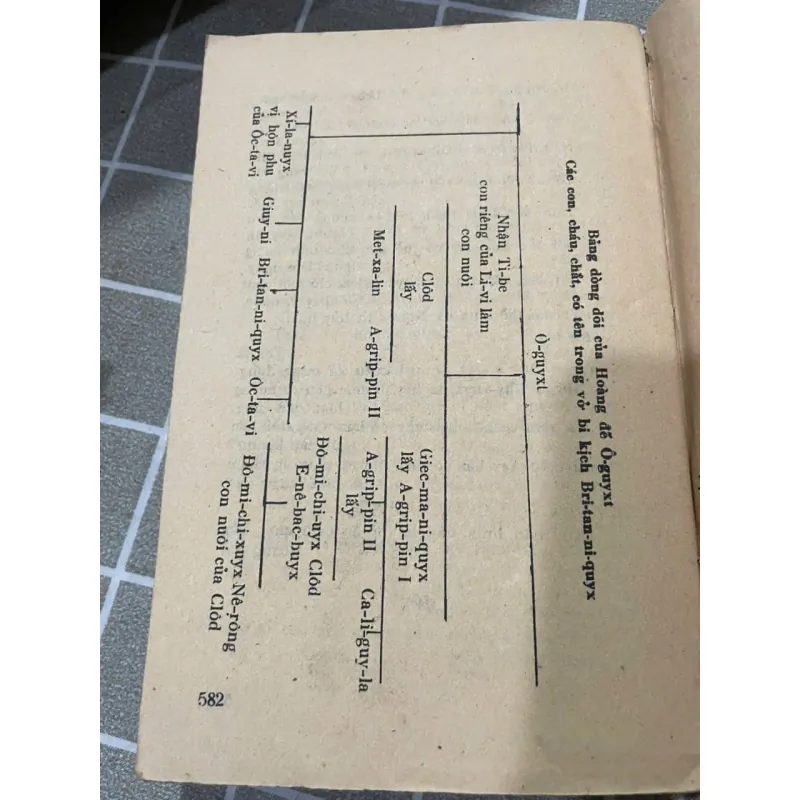 Bảng dòng dõi của Hoàng đế Ô-guyxt
Các con, cháu, chắt, có tên trong vở bi kịch Bri-tan-ni-quyx
Ô-guyxt
Nhận Ti-be
con riêng của Li-vi làm
con nuôi
Giec-ma-ni-quyx
lấy A-grip-pin I
Clôd
lấy
Met-xa-lin A-grip-pin II
A-grip-pin II Ca-li-guy-la
lấy
Đô-mi-chi-uyx Clôd
E-nê-bac-buyx
Xi-la-nuyx
vị hôn phu
của Ôc-ta-vi
Giuy-ni Bri-tan-ni-quyx Ôc-ta-vi
Đô-mi-chi-xuyx Nê-rông
con nuôi của Clôd
582